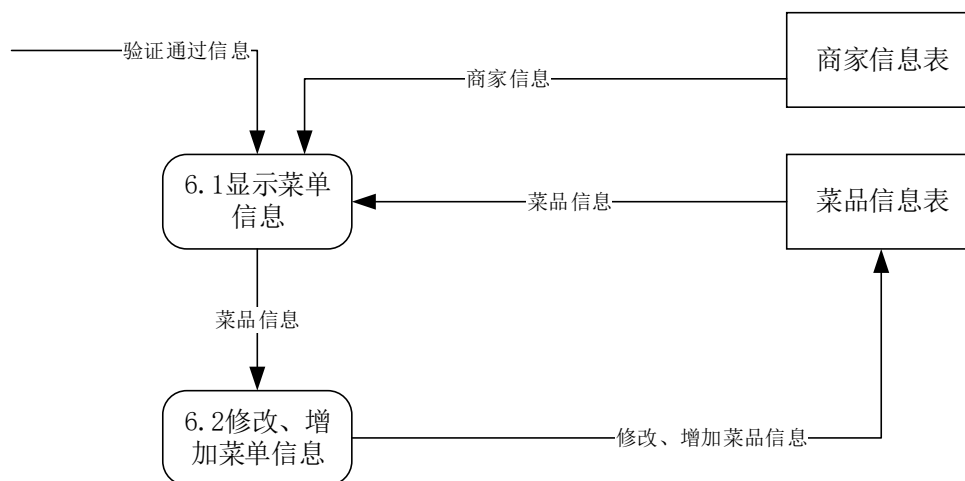 验证通过信息
商家信息表
商家信息
6.1显示菜单
信息
菜品信息
菜品信息表
菜品信息
6.2修改、增
加菜单信息
修改、增加菜品信息